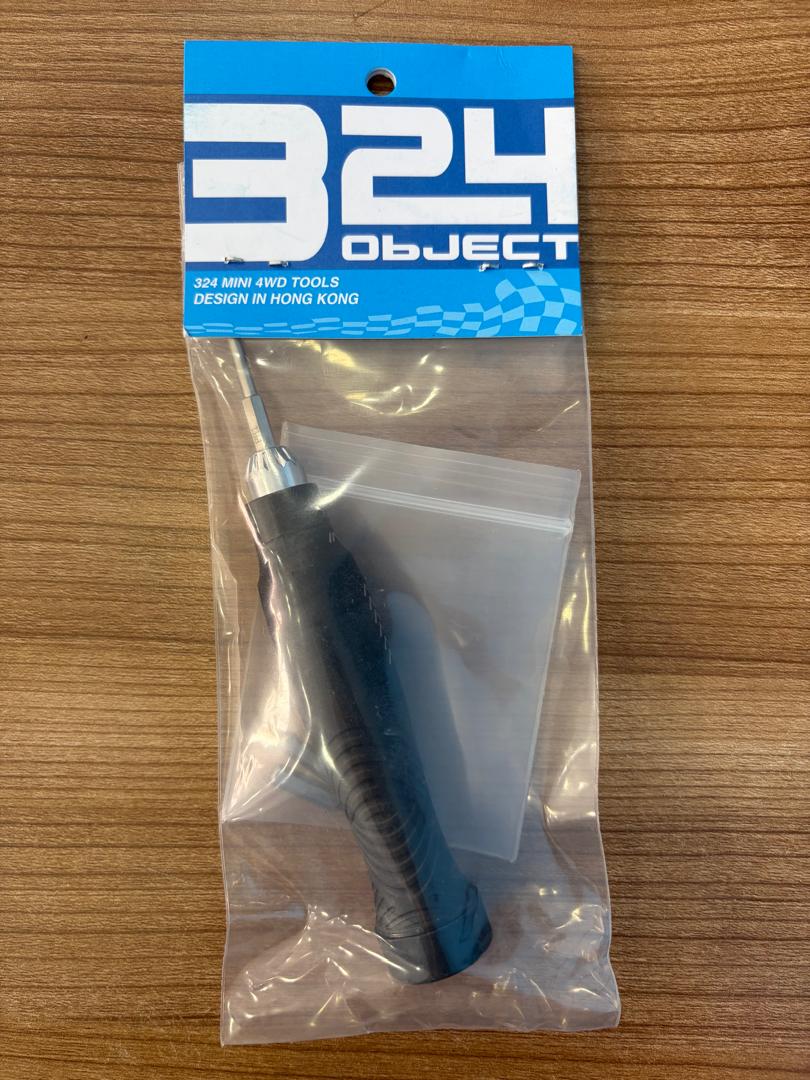 324
OBJECT
324 MINI 4WD TOOLS
DESIGN IN HONG KONG